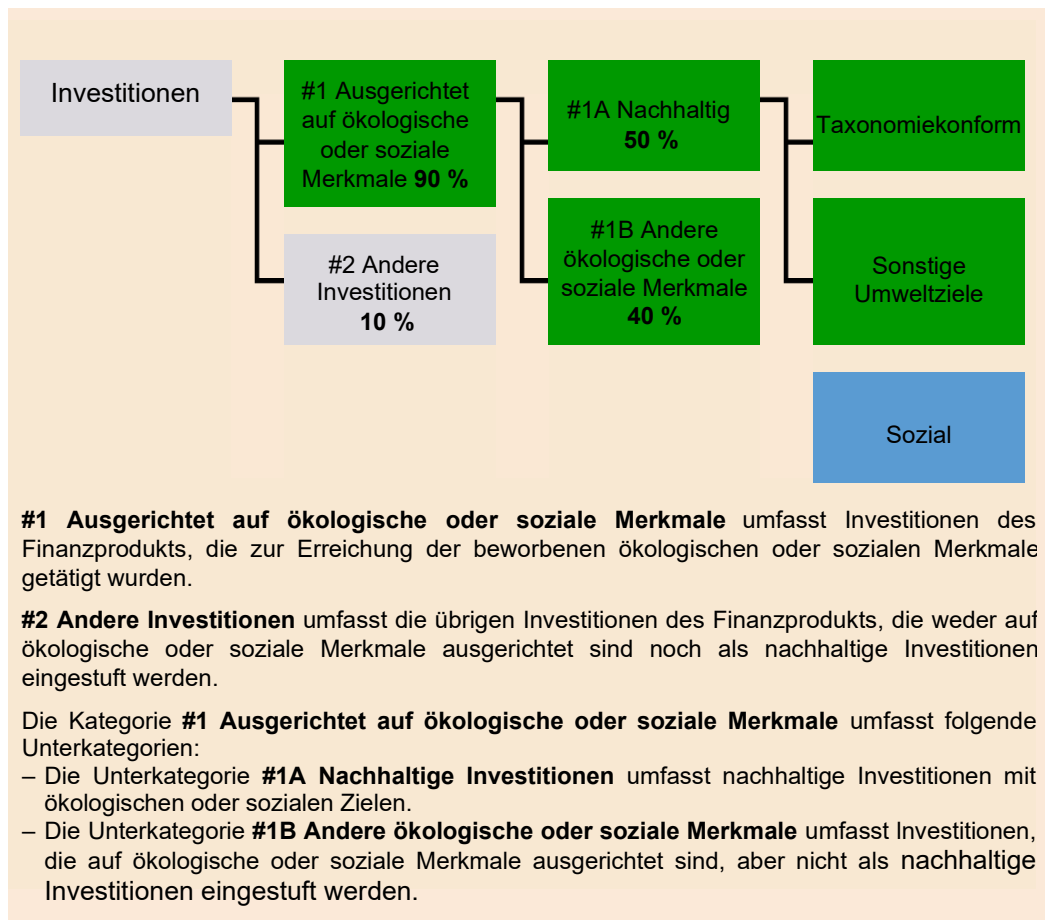 Investitionen
#1 Ausgerichtet
auf ökologische
oder soziale
Merkmale 90 %
#2 Andere
Investitionen
10 %
#1A Nachhaltig
50 %
#1B Andere
ökologische oder
soziale Merkmale
40 %
Taxonomiekonform
Sonstige
Umweltziele
Sozial
#1 Ausgerichtet auf ökologische oder soziale Merkmale umfasst Investitionen des
Finanzprodukts, die zur Erreichung der beworbenen ökologischen oder sozialen Merkmale
getätigt wurden.
#2 Andere Investitionen umfasst die übrigen Investitionen des Finanzprodukts, die weder auf
ökologische oder soziale Merkmale ausgerichtet sind noch als nachhaltige Investitionen
eingestuft werden.
Die Kategorie #1 Ausgerichtet auf ökologische oder soziale Merkmale umfasst folgende
Unterkategorien:
– Die Unterkategorie #1A Nachhaltige Investitionen umfasst nachhaltige Investitionen mit
ökologischen oder sozialen Zielen.
– Die Unterkategorie #1B Andere ökologische oder soziale Merkmale umfasst Investitionen,
die auf ökologische oder soziale Merkmale ausgerichtet sind, aber nicht als nachhaltige
Investitionen eingestuft werden.